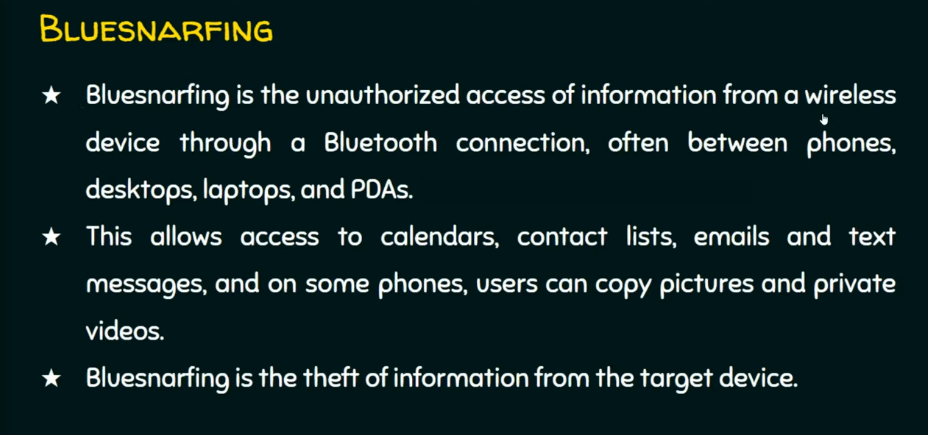 BLUESNARFING
★ Bluesnarfing is the unauthorized access of information from a wireless
device through a Bluetooth connection, often between phones,
desktops, laptops, and PDAs.
★ This allows access to calendars, contact lists, emails and text
messages, and on some phones, users can copy pictures and private
videos.
★ Bluesnarfing is the theft of information from the target device.